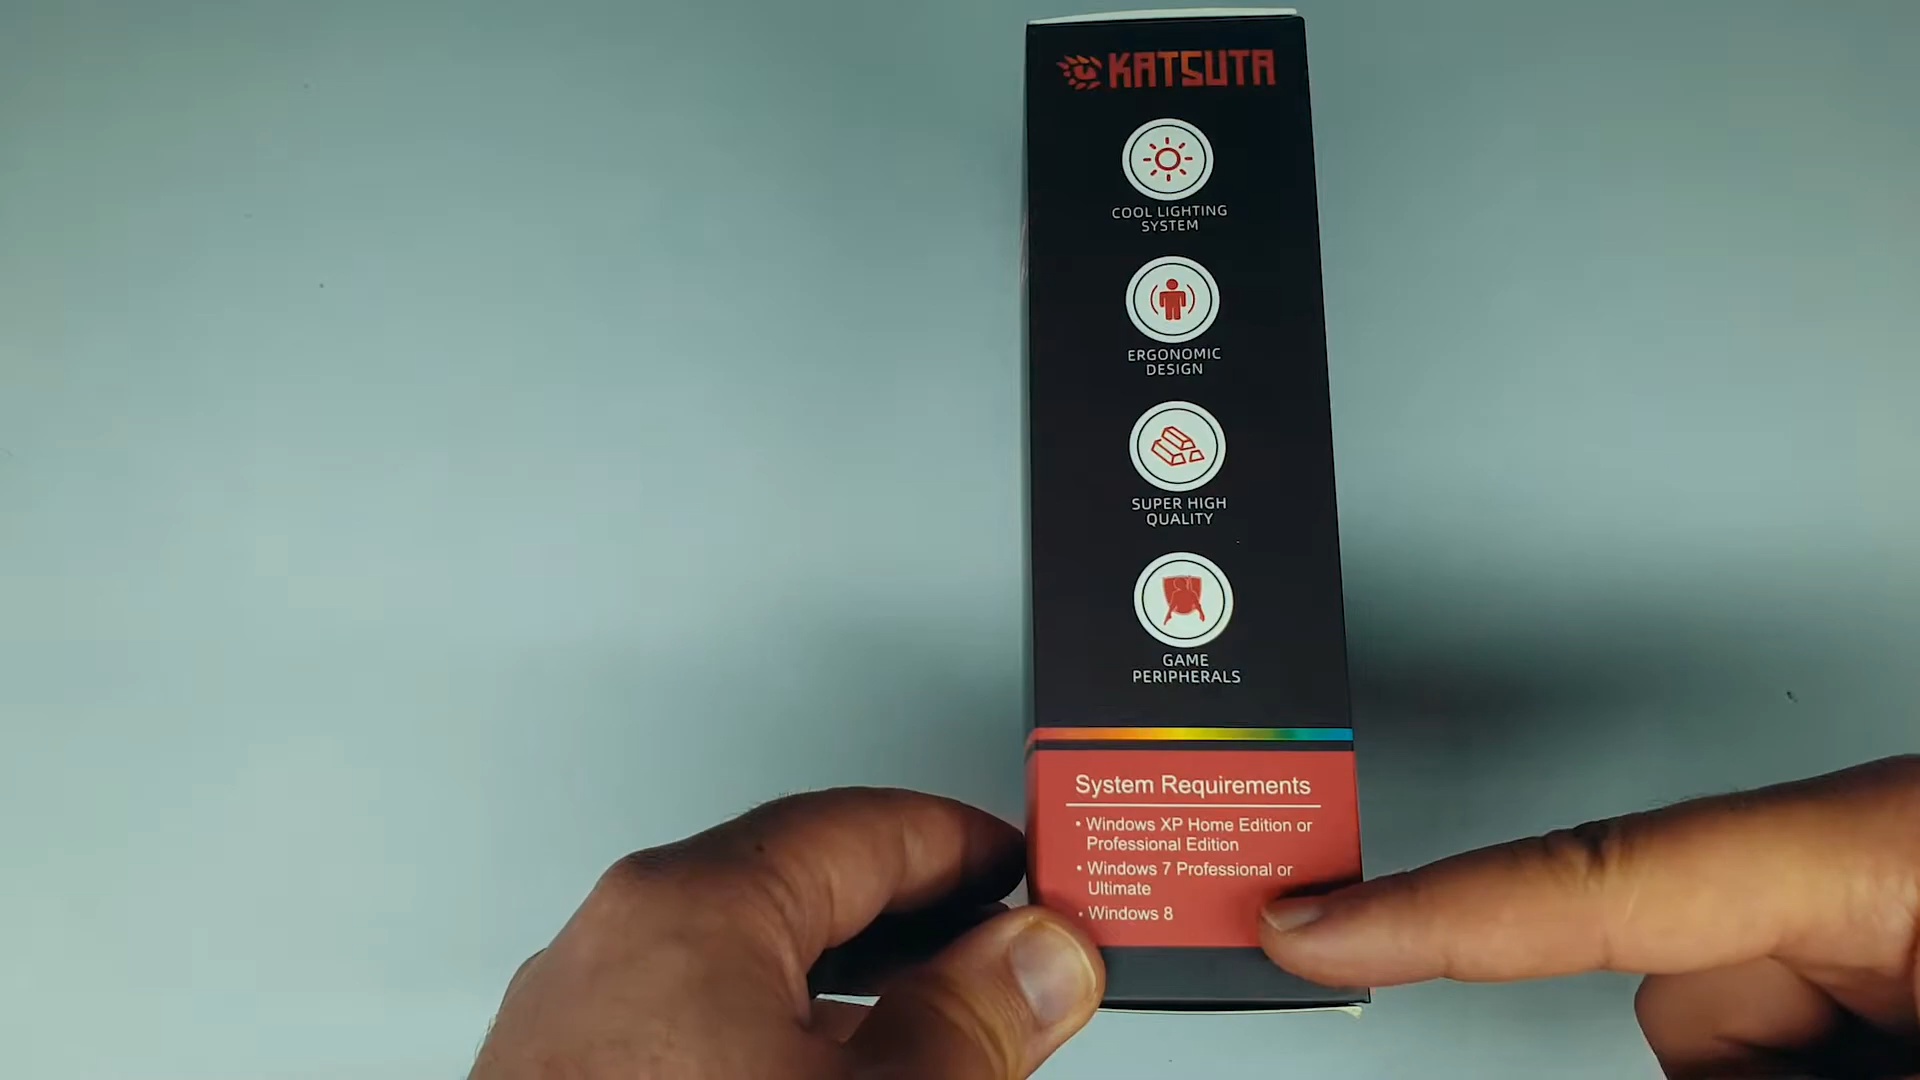 KATSUTA
COOL LIGHTING
SYSTEM
ERGONOMIC
DESIGN
SUPER HIGH
QUALITY
GAME
PERIPHERALS
System Requirements
• Windows XP Home Edition or
Professional Edition
• Windows 7 Professional or
Ultimate
• Windows 8